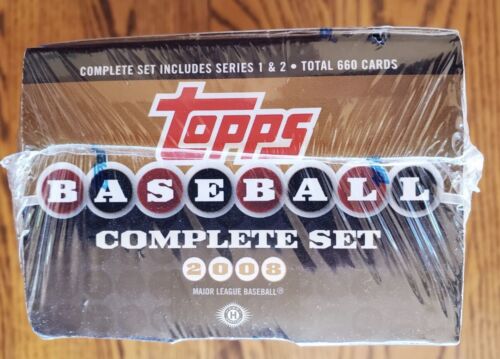 COMPLETE SET INCLUDES SERIES 1 & 2 • TOTAL 660 CARDS
Topps
BASEBALL
COMPLETE SET
2008
MAJOR LEAGUE BASEBALL®
H